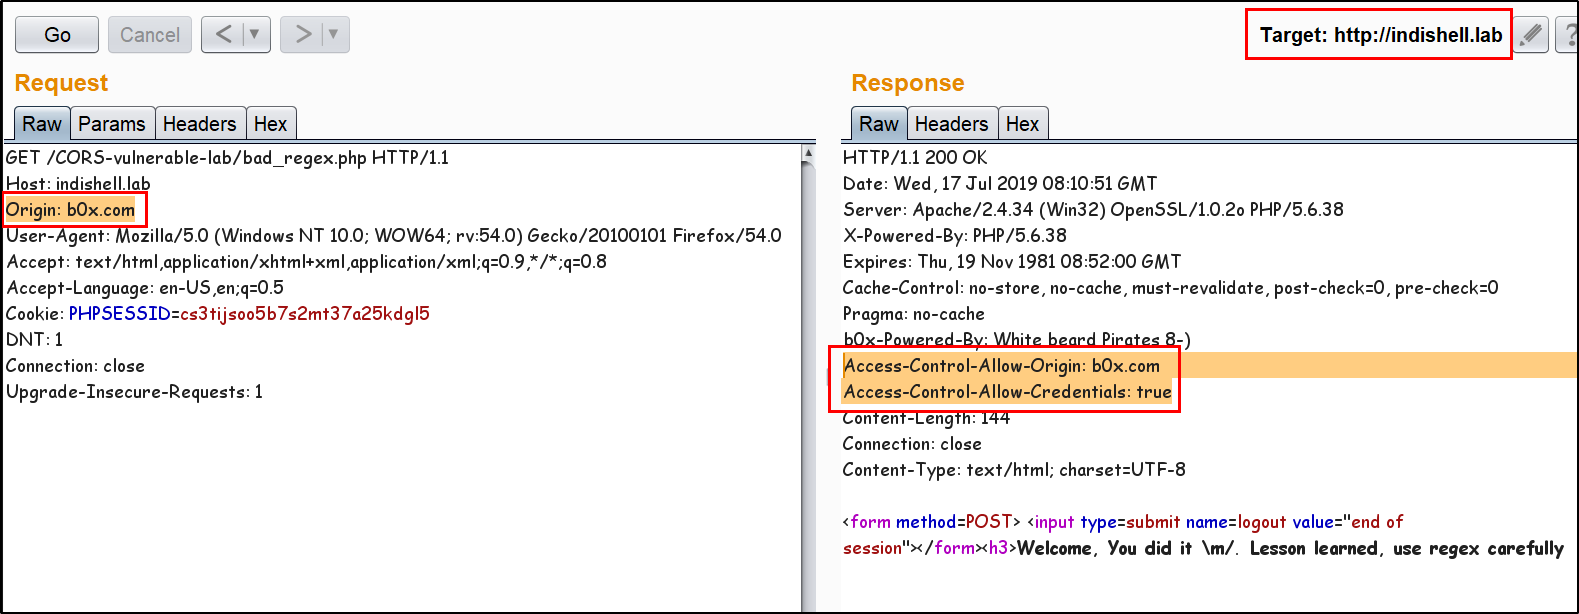 Go Cancel < ▼ > ▼ Target: http://indishell.lab ?
Request
Raw Params Headers Hex
GET /CORS-vulnerable-lab/bad_regex.php HTTP/1.1
Host: indishell.lab
Origin: b0x.com
User-Agent: Mozilla/5.0 (Windows NT 10.0; WOW64; rv:54.0) Gecko/20100101 Firefox/54.0
Accept: text/html,application/xhtml+xml,application/xml;q=0.9,*/*;q=0.8
Accept-Language: en-US,en;q=0.5
Cookie: PHPSESSID=cs3tijsoo5b7s2mt37a25kdgl5
DNT: 1
Connection: close
Upgrade-Insecure-Requests: 1
Response
Raw Headers Hex
HTTP/1.1 200 OK
Date: Wed, 17 Jul 2019 08:10:51 GMT
Server: Apache/2.4.34 (Win32) OpenSSL/1.0.2o PHP/5.6.38
X-Powered-By: PHP/5.6.38
Expires: Thu, 19 Nov 1981 08:52:00 GMT
Cache-Control: no-store, no-cache, must-revalidate, post-check=0, pre-check=0
Pragma: no-cache
b0x-Powered-By: White beard Pirates 8-)
Access-Control-Allow-Origin: b0x.com
Access-Control-Allow-Credentials: true
Content-Length: 144
Connection: close
Content-Type: text/html; charset=UTF-8
<form method=POST> <input type=submit name=logout value="end of
session"></form><h3>Welcome, You did it \m/. Lesson learned, use regex carefully